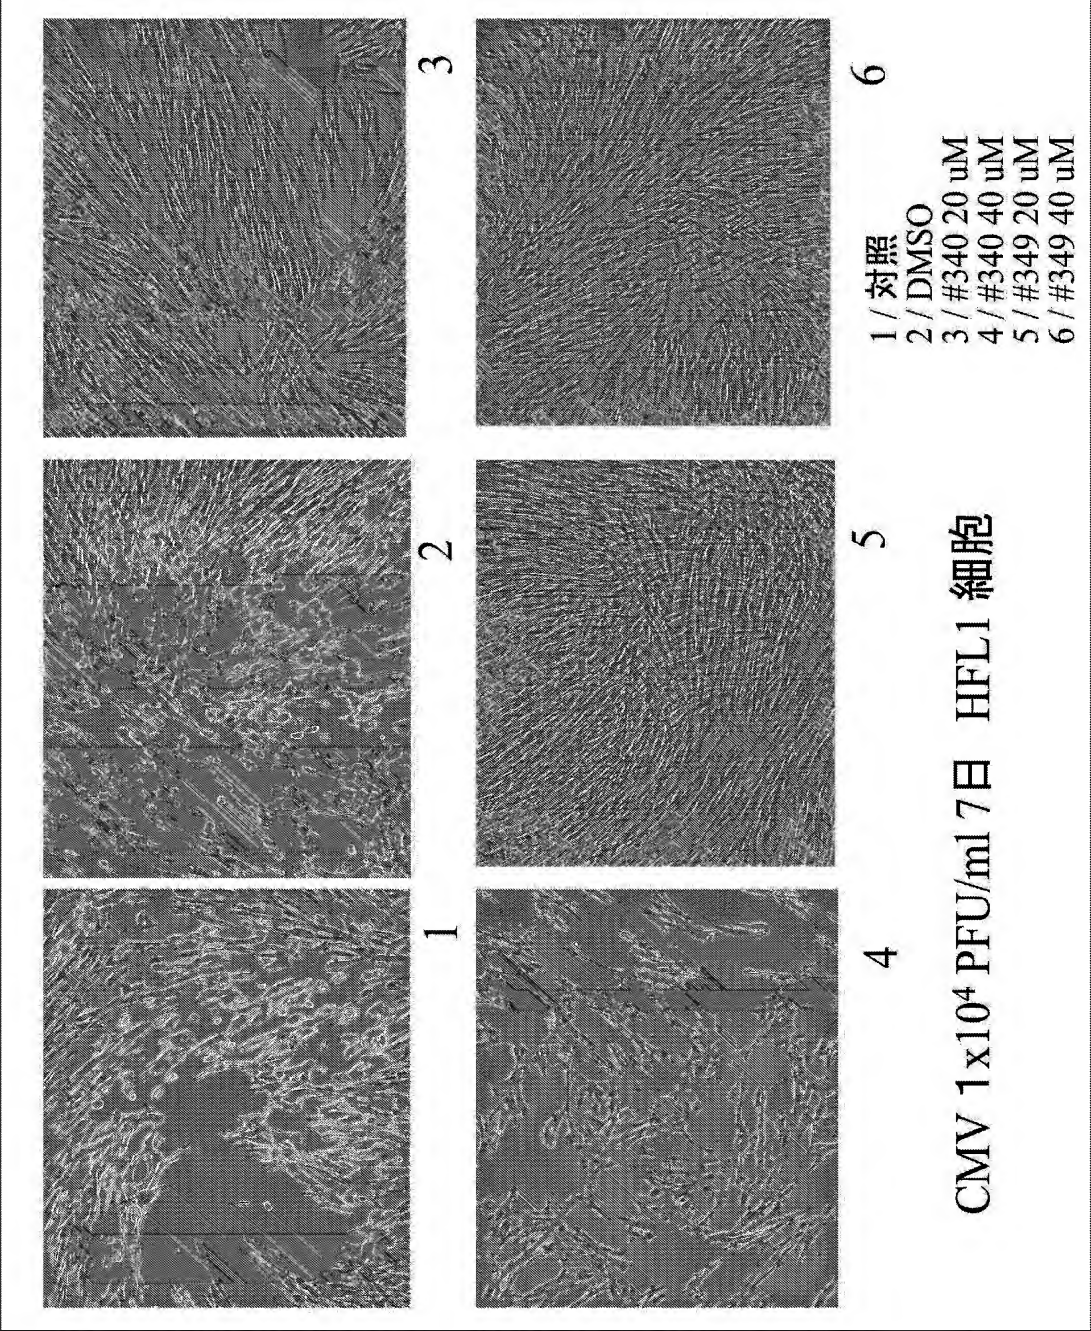 1
2
3
4
5
6
CMV 1x10⁴ PFU/ml 7日 HFL1 細胞
1 / 対照
2 / DMSO
3 / #340 20 uM
4 / #340 40 uM
5 / #349 20 uM
6 / #349 40 uM